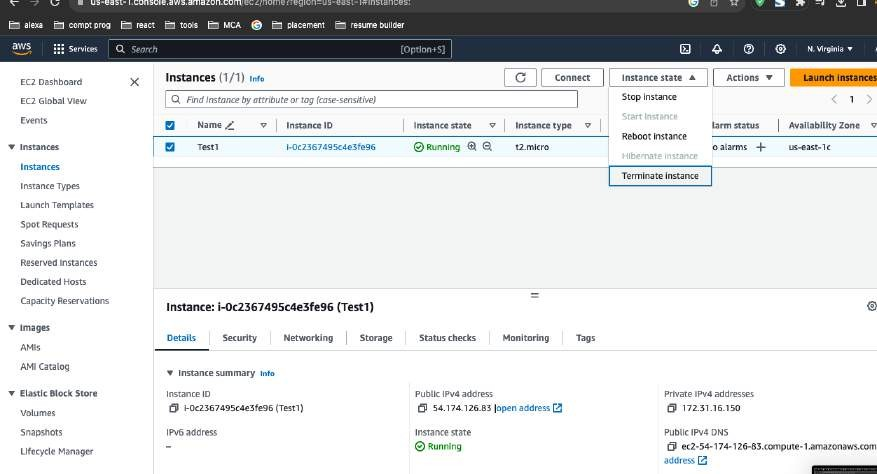 us-east-1.console.aws.amazon.com/ec2/home?region=us-east-1#Instances:
alexa compt prog react tools MCA placement resume builder
aws Services Search [Option+S] N. Virginia
EC2 Dashboard
EC2 Global View
Events
Instances
Instances
Instance Types
Launch Templates
Spot Requests
Savings Plans
Reserved Instances
Dedicated Hosts
Capacity Reservations
Images
AMIs
AMI Catalog
Elastic Block Store
Volumes
Snapshots
Lifecycle Manager
Instances (1/1) Info Connect Instance state Actions Launch instances
Find Instance by attribute or tag (case-sensitive)
1
Stop instance
Start instance
Reboot instance
Hibernate instance
Terminate instance
Name Instance ID Instance state Instance type larm status Availability Zone
Test1 i-0c2367495c4e3fe96 Running t2.micro o alarms us-east-1c
Instance: i-0c2367495c4e3fe96 (Test1)
Details Security Networking Storage Status checks Monitoring Tags
Instance summary Info
Instance ID
i-0c2367495c4e3fe96 (Test1)
IPv6 address
–
Public IPv4 address
54.174.126.83 |open address
Instance state
Running
Private IPv4 addresses
172.31.16.150
Public IPv4 DNS
ec2-54-174-126-83.compute-1.amazonaws.com
address